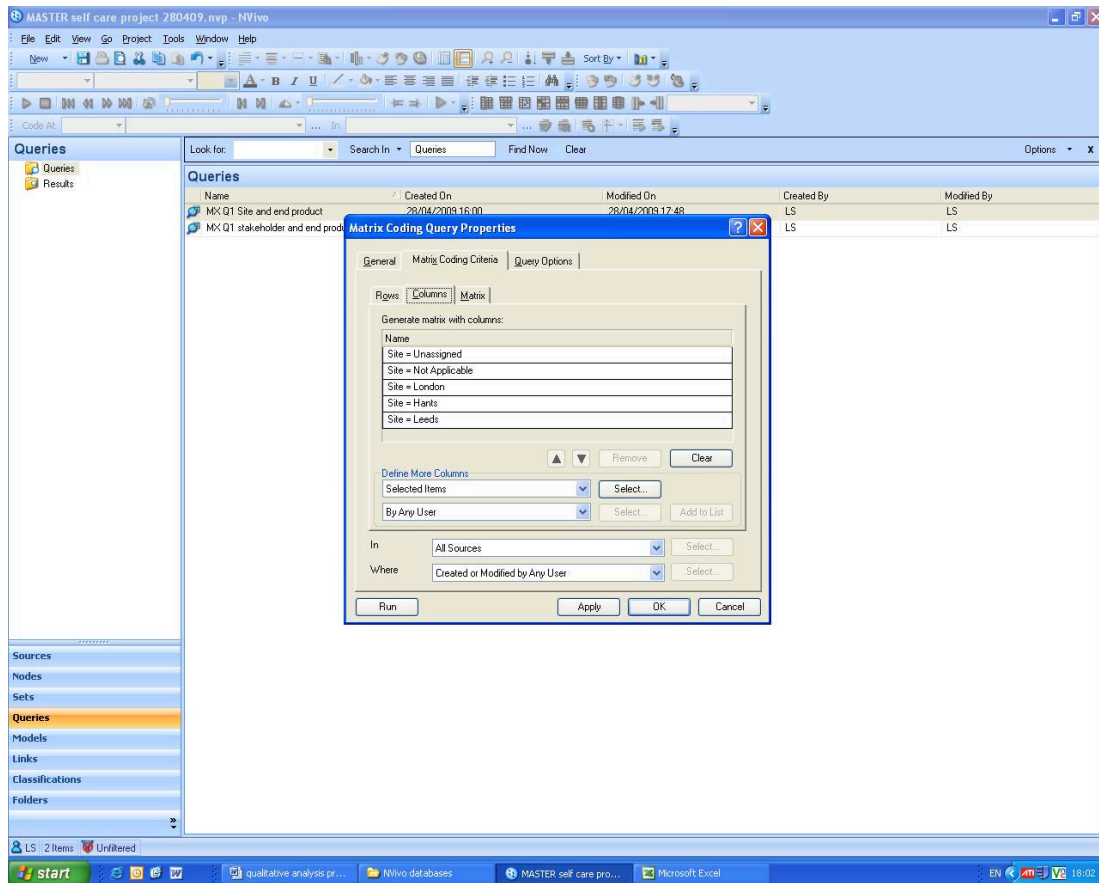 MASTER self care project 280409.nvp - NVivo
File Edit View Go Project Tools Window Help
New Sort By
A B I U
Code At ... In ...
Queries
Queries
Results
Look for: Search In Queries Find Now Clear Options x
Queries
Name Created On Modified On Created By Modified By
MX Q1 Site and end product 28/04/2009 16:00 28/04/2009 17:48 LS LS
MX Q1 stakeholder and end produ LS LS
Matrix Coding Query Properties
General Matrix Coding Criteria Query Options
Rows Columns Matrix
Generate matrix with columns:
Name
Site = Unassigned
Site = Not Applicable
Site = London
Site = Hants
Site = Leeds
Remove Clear
Define More Columns
Selected Items Select...
By Any User Select... Add to List
In All Sources Select...
Where Created or Modified by Any User Select...
Run Apply OK Cancel
Sources
Nodes
Sets
Queries
Models
Links
Classifications
Folders
LS 2 Items Unfiltered
start qualitative analysis pr... NVivo databases MASTER self care pro... Microsoft Excel EN ATI 18:02